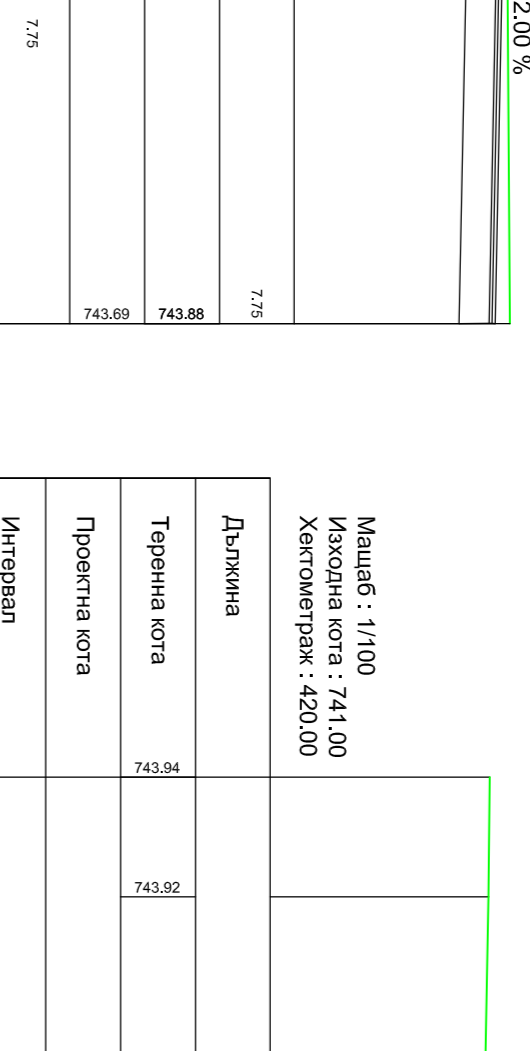 2.00 %
7.75
7.75
743.69
743.88
Мащаб : 1/100
Изходна кота : 741.00
Хектометраж : 420.00
Дължина
Теренна кота
743.94
743.92
Проектна кота
Интервал